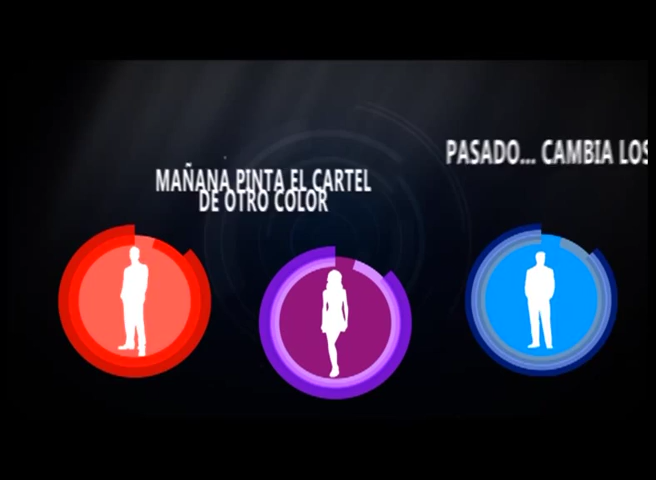 MAÑANA PINTA EL CARTEL
DE OTRO COLOR
PASADO... CAMBIA LOS